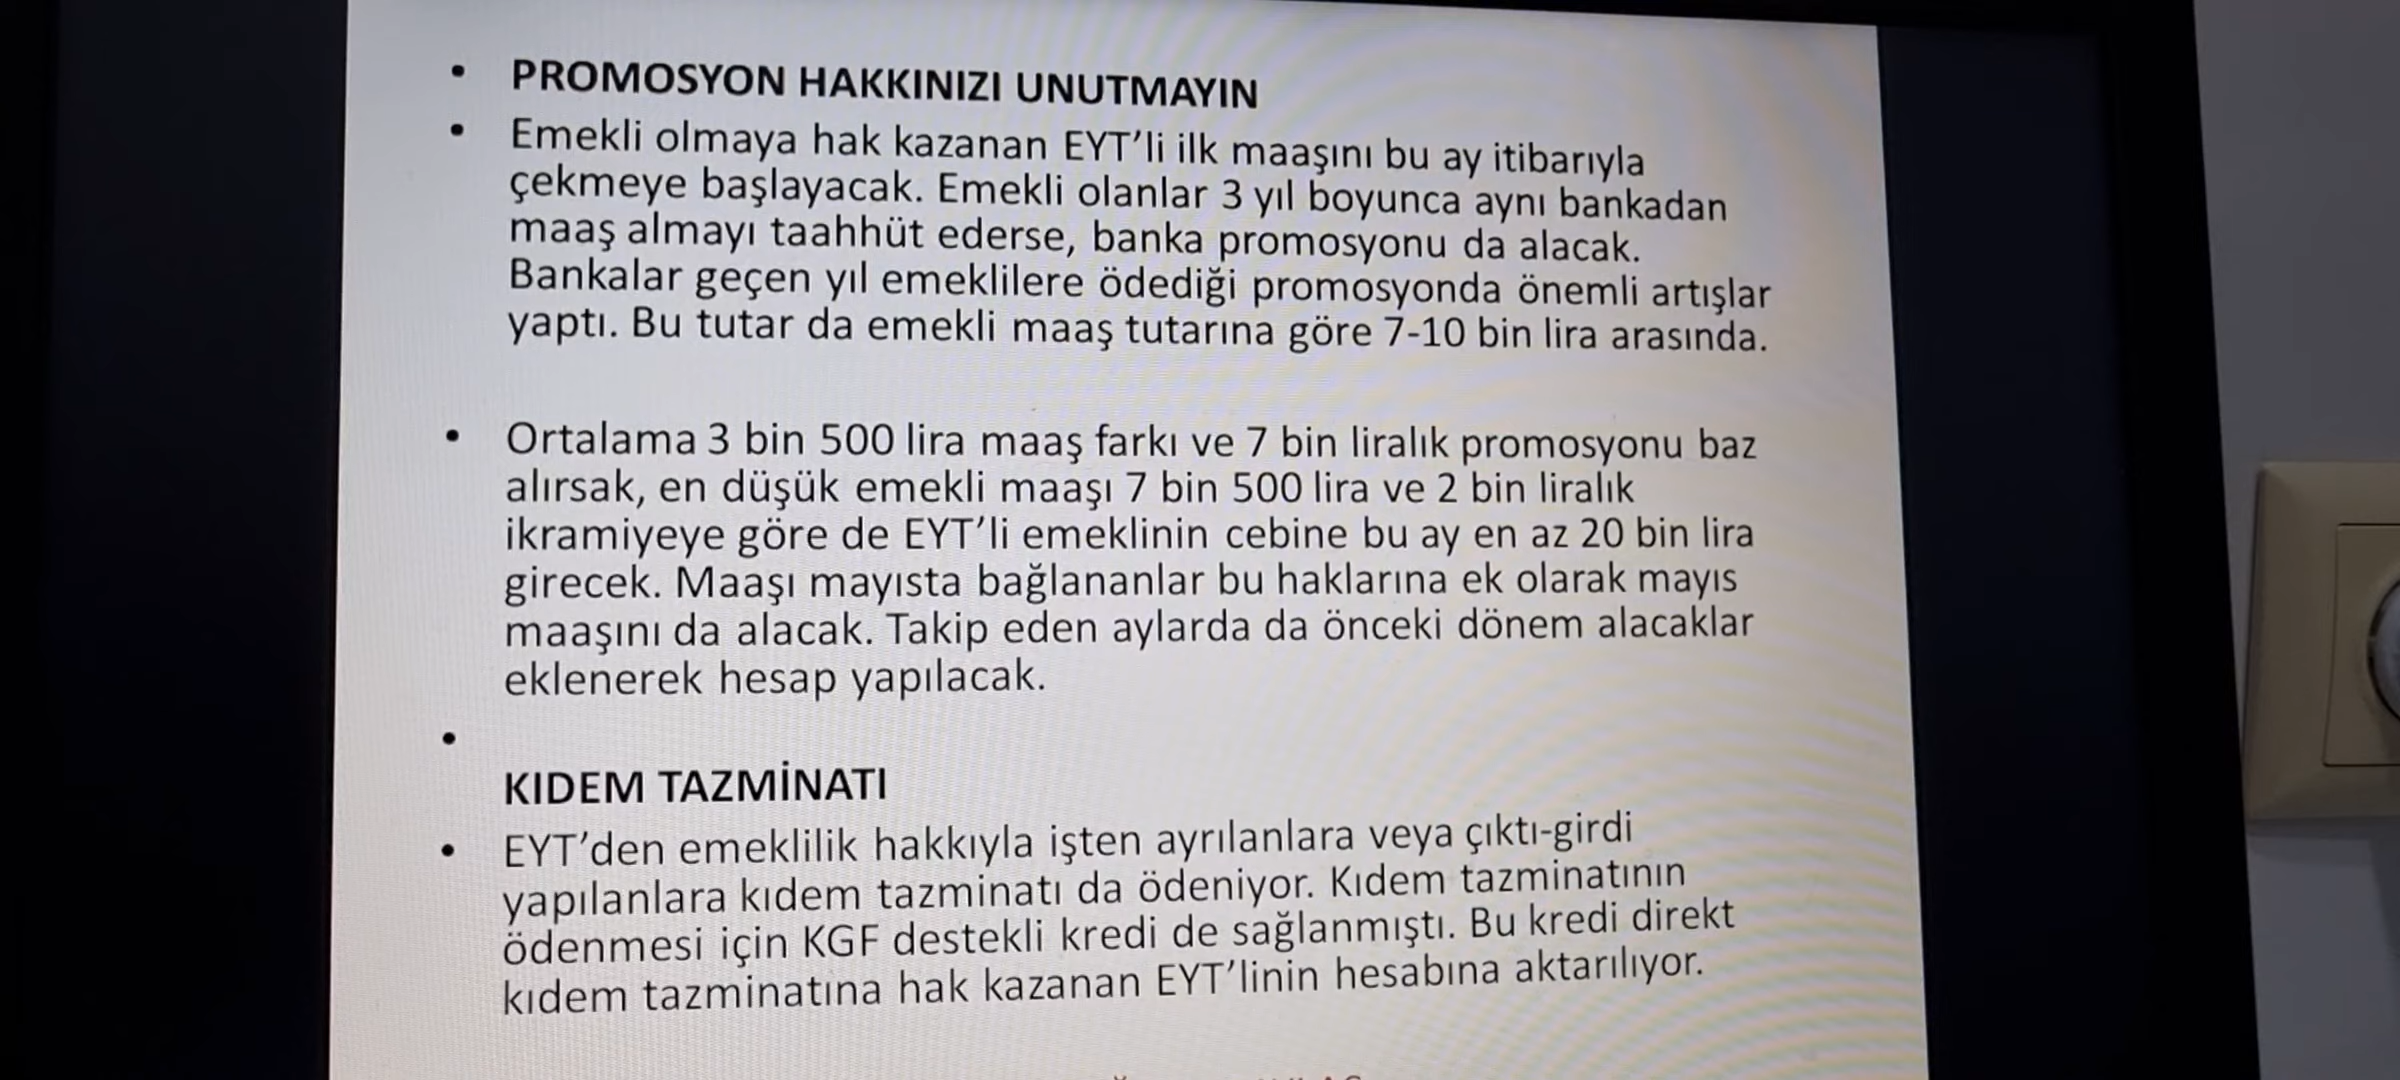 • PROMOSYON HAKKINIZI UNUTMAYIN
• Emekli olmaya hak kazanan EYT'li ilk maaşını bu ay itibarıyla
çekmeye başlayacak. Emekli olanlar 3 yıl boyunca aynı bankadan
maaş almayı taahhüt ederse, banka promosyonu da alacak.
Bankalar geçen yıl emeklilere ödediği promosyonda önemli artışlar
yaptı. Bu tutar da emekli maaş tutarına göre 7-10 bin lira arasında.
• Ortalama 3 bin 500 lira maaş farkı ve 7 bin liralık promosyonu baz
alırsak, en düşük emekli maaşı 7 bin 500 lira ve 2 bin liralık
ikramiyeye göre de EYT'li emeklinin cebine bu ay en az 20 bin lira
girecek. Maaşı mayısta bağlananlar bu haklarına ek olarak mayıs
maaşını da alacak. Takip eden aylarda da önceki dönem alacaklar
eklenerek hesap yapılacak.
•
KIDEM TAZMİNATI
• EYT'den emeklilik hakkıyla işten ayrılanlara veya çıktı-girdi
yapılanlara kıdem tazminatı da ödeniyor. Kıdem tazminatının
ödenmesi için KGF destekli kredi de sağlanmıştı. Bu kredi direkt
kıdem tazminatına hak kazanan EYT'linin hesabına aktarılıyor.